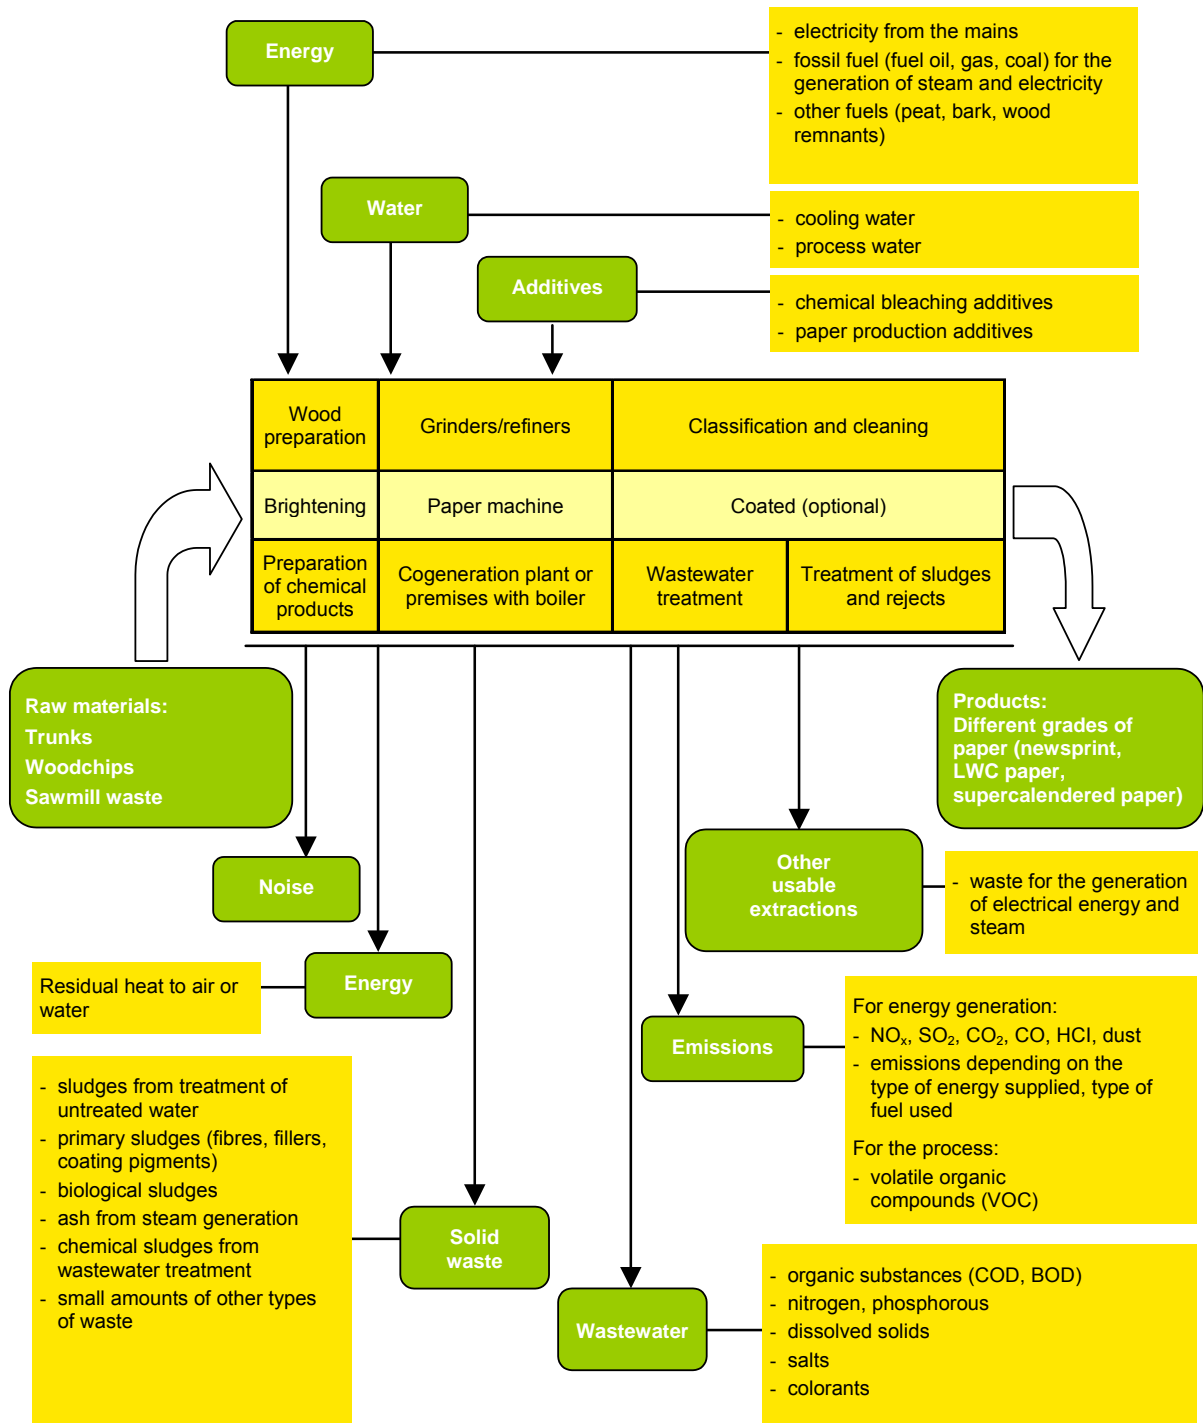 Energy
- electricity from the mains
- fossil fuel (fuel oil, gas, coal) for the
generation of steam and electricity
- other fuels (peat, bark, wood
remnants)
Water
- cooling water
- process water
Additives
- chemical bleaching additives
- paper production additives
Wood
preparation
Grinders/refiners
Classification and cleaning
Brightening
Paper machine
Coated (optional)
Preparation
of chemical
products
Cogeneration plant or
premises with boiler
Wastewater
treatment
Treatment of sludges
and rejects
Raw materials:
Trunks
Woodchips
Sawmill waste
Products:
Different grades of
paper (newsprint,
LWC paper,
supercalendered paper)
Noise
Other
usable
extractions
- waste for the generation
of electrical energy and
steam
Energy
Residual heat to air or
water
Emissions
For energy generation:
- NOx, SO2, CO2, CO, HCl, dust
- emissions depending on the
type of energy supplied, type of
fuel used
For the process:
- volatile organic
compounds (VOC)
- sludges from treatment of
untreated water
- primary sludges (fibres, fillers,
coating pigments)
- biological sludges
- ash from steam generation
- chemical sludges from
wastewater treatment
- small amounts of other types
of waste
Solid
waste
Wastewater
- organic substances (COD, BOD)
- nitrogen, phosphorous
- dissolved solids
- salts
- colorants